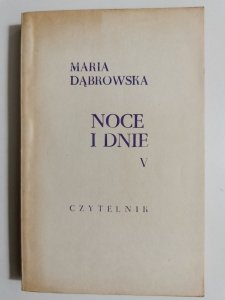 MARIA
DĄBROWSKA
NOCE
I DNIE
V
CZYTELNIK